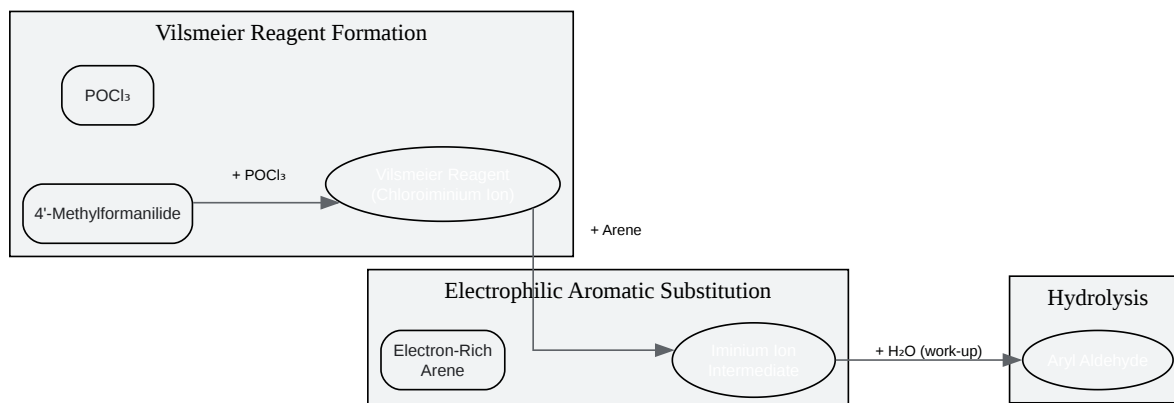 Vilsmeier Reagent Formation
POCl₃
4'-Methylformanilide
+ POCl₃
Vilsmeier Reagent
(Chloroiminium Ion)
+ Arene
Electrophilic Aromatic Substitution
Electron-Rich
Arene
Iminium Ion
Intermediate
+ H₂O (work-up)
Hydrolysis
Aryl Aldehyde